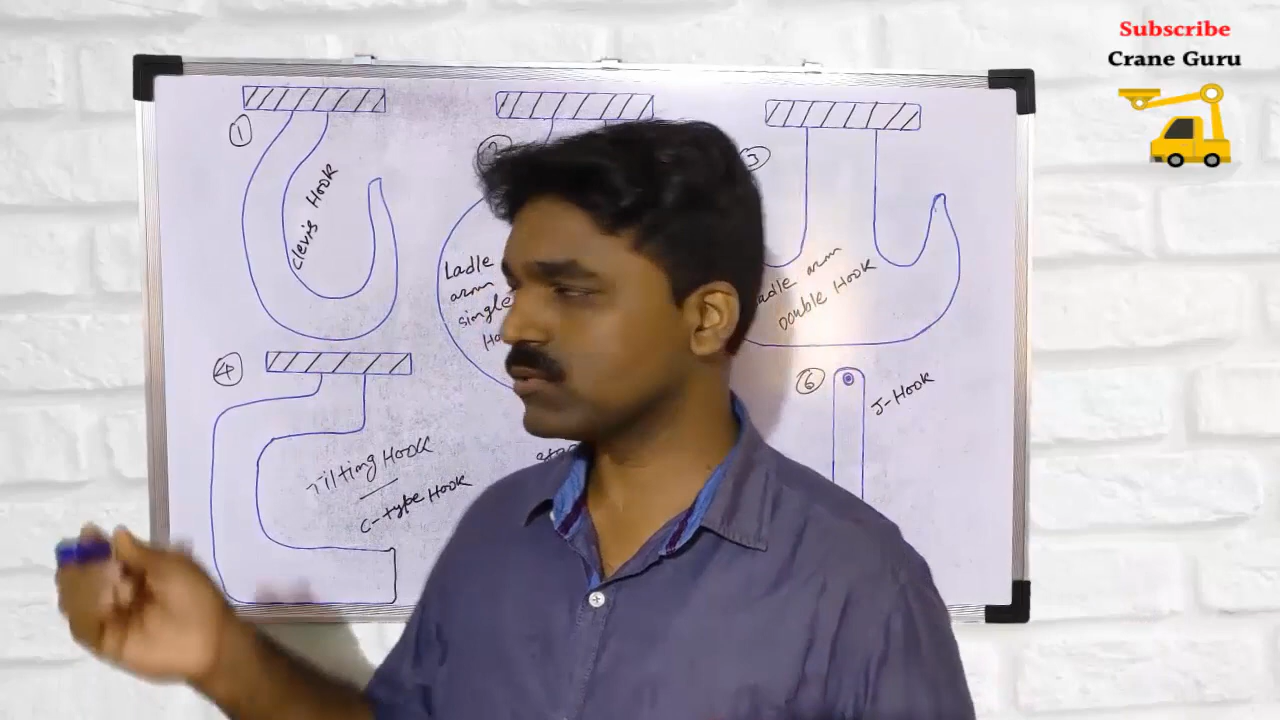 Subscribe
Crane Guru
①
Clevis Hook
Ladle
arm
single
3
Ladle arm
Double Hook
④
Tilting Hook
C-type Hook
⑥
J-Hook